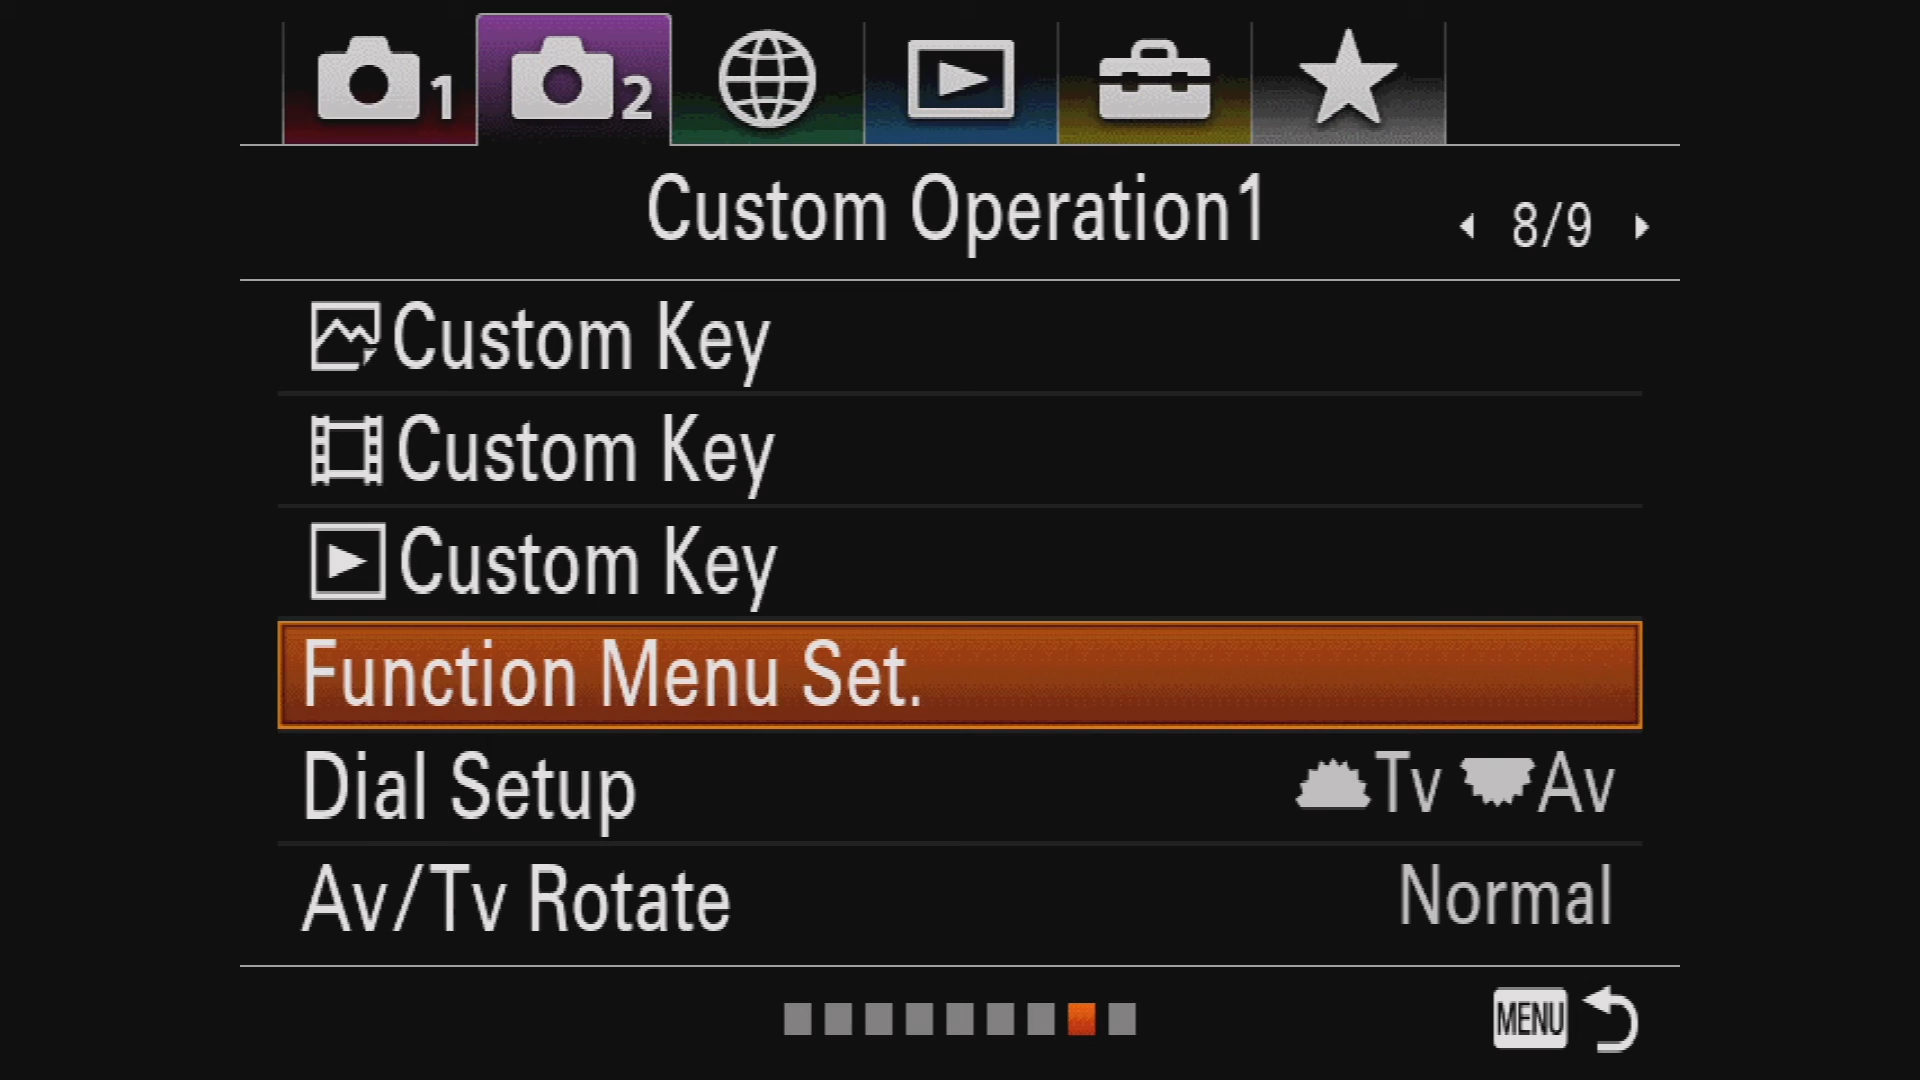 1 2
Custom Operation1 8/9
Custom Key
Custom Key
Custom Key
Function Menu Set.
Dial Setup Tv Av
Av/Tv Rotate Normal
MENU